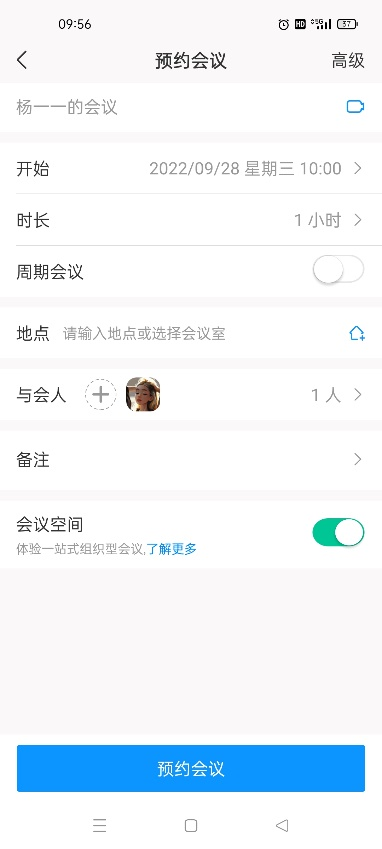 09:56
HD 5G 37
预约会议
高级
杨一一的会议
开始 2022/09/28 星期三 10:00
时长 1 小时
周期会议
地点 请输入地点或选择会议室
与会人 1 人
备注
会议空间
体验一站式组织型会议,了解更多
预约会议